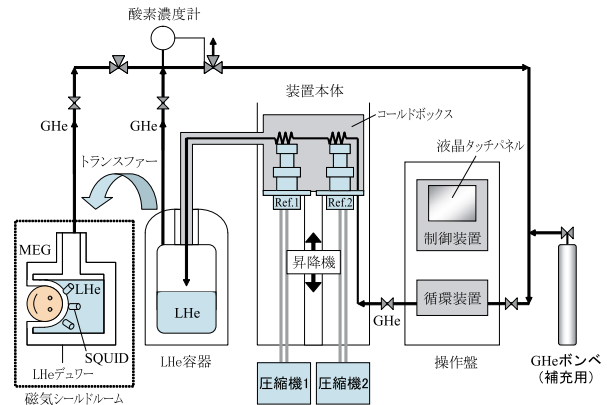 酸素濃度計
装置本体
コールドボックス
GHe
GHe
トランスファー
液晶タッチパネル
Ref.1
Ref.2
制御装置
MEG
昇降機
LHe
LHe
循環装置
GHe
SQUID
LHeデュワー
LHe容器
圧縮機1
圧縮機2
操作盤
GHeボンベ
(補充用)
磁気シールドルーム